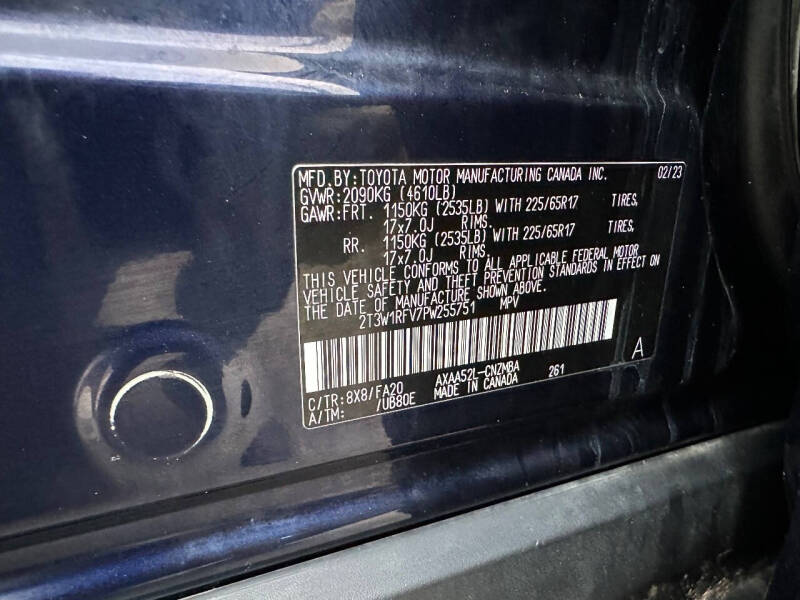 MFD.BY:TOYOTA MOTOR MANUFACTURING CANADA INC. 02/23
GVWR:2090KG (4610LB)
GAWR:FRT. 1150KG (2535LB) WITH 225/65R17 TIRES,
17x7.0J RIMS.
RR. 1150KG (2535LB) WITH 225/65R17 TIRES,
17x7.0J RIMS.
THIS VEHICLE CONFORMS TO ALL APPLICABLE FEDERAL MOTOR
VEHICLE SAFETY AND THEFT PREVENTION STANDARDS IN EFFECT ON
THE DATE OF MANUFACTURE SHOWN ABOVE.
2T3W1RFV7PW255751 MPV
A
C/TR:8X8/FA20 AXAA52L-CNZMBA 261
A/TM: /UB80E MADE IN CANADA